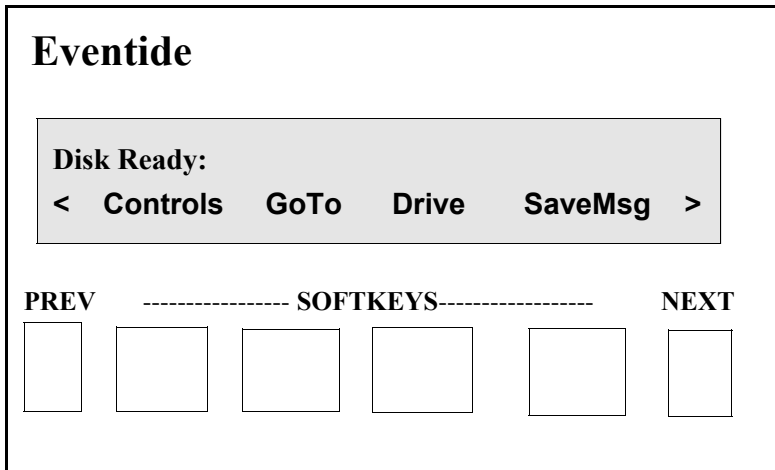 Eventide
Disk Ready:
< Controls GoTo Drive SaveMsg >
PREV ----------------- SOFTKEYS------------------ NEXT